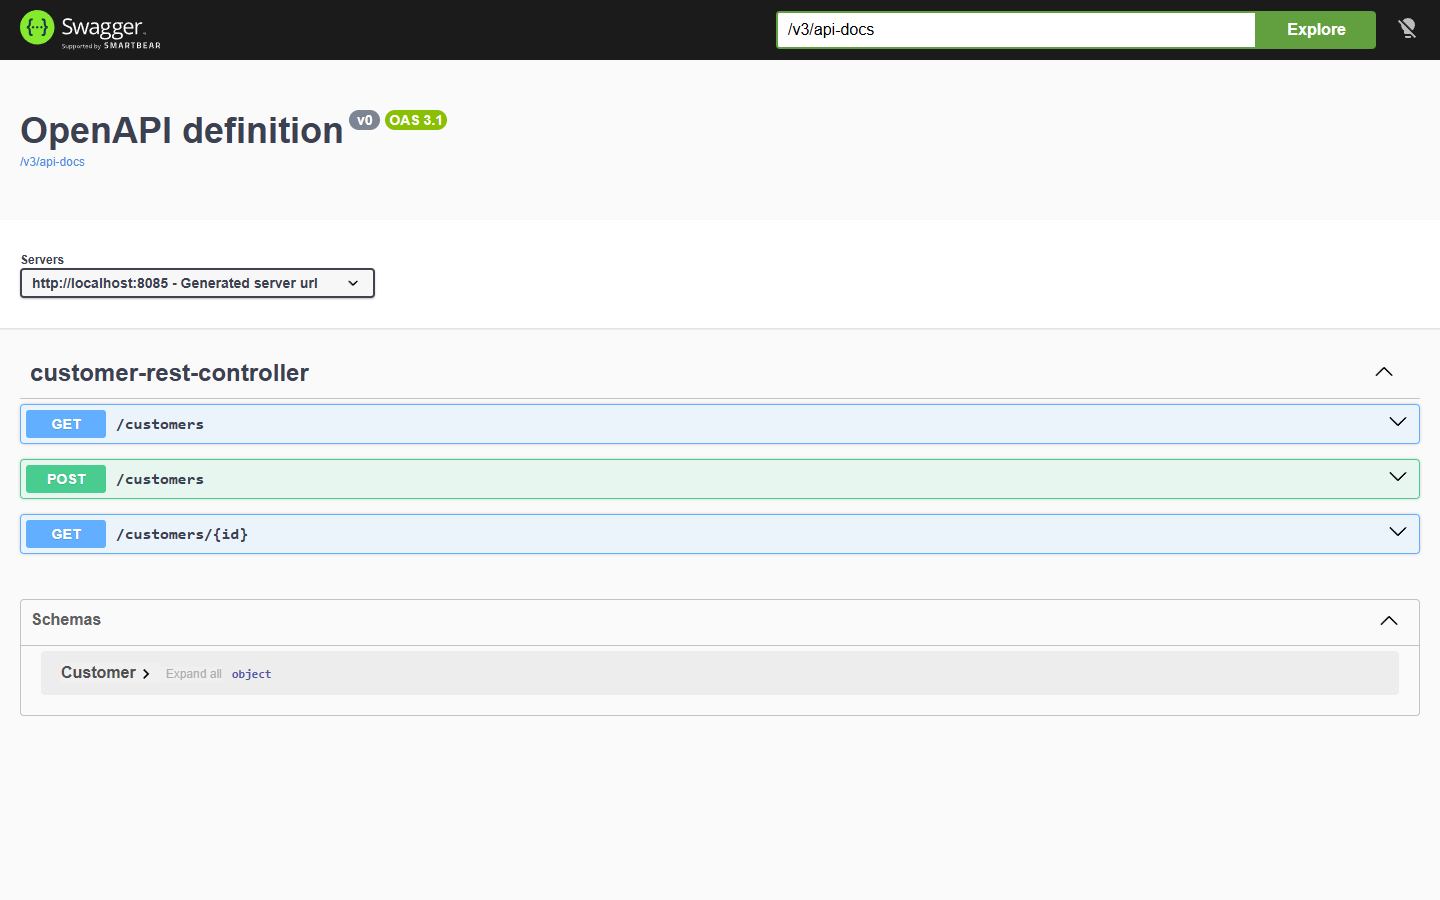 {···} Swagger™
Supported by SMARTBEAR
/v3/api-docs
Explore
OpenAPI definition v0 OAS 3.1
/v3/api-docs
Servers
http://localhost:8085 - Generated server url
customer-rest-controller
GET /customers
POST /customers
GET /customers/{id}
Schemas
Customer Expand all object